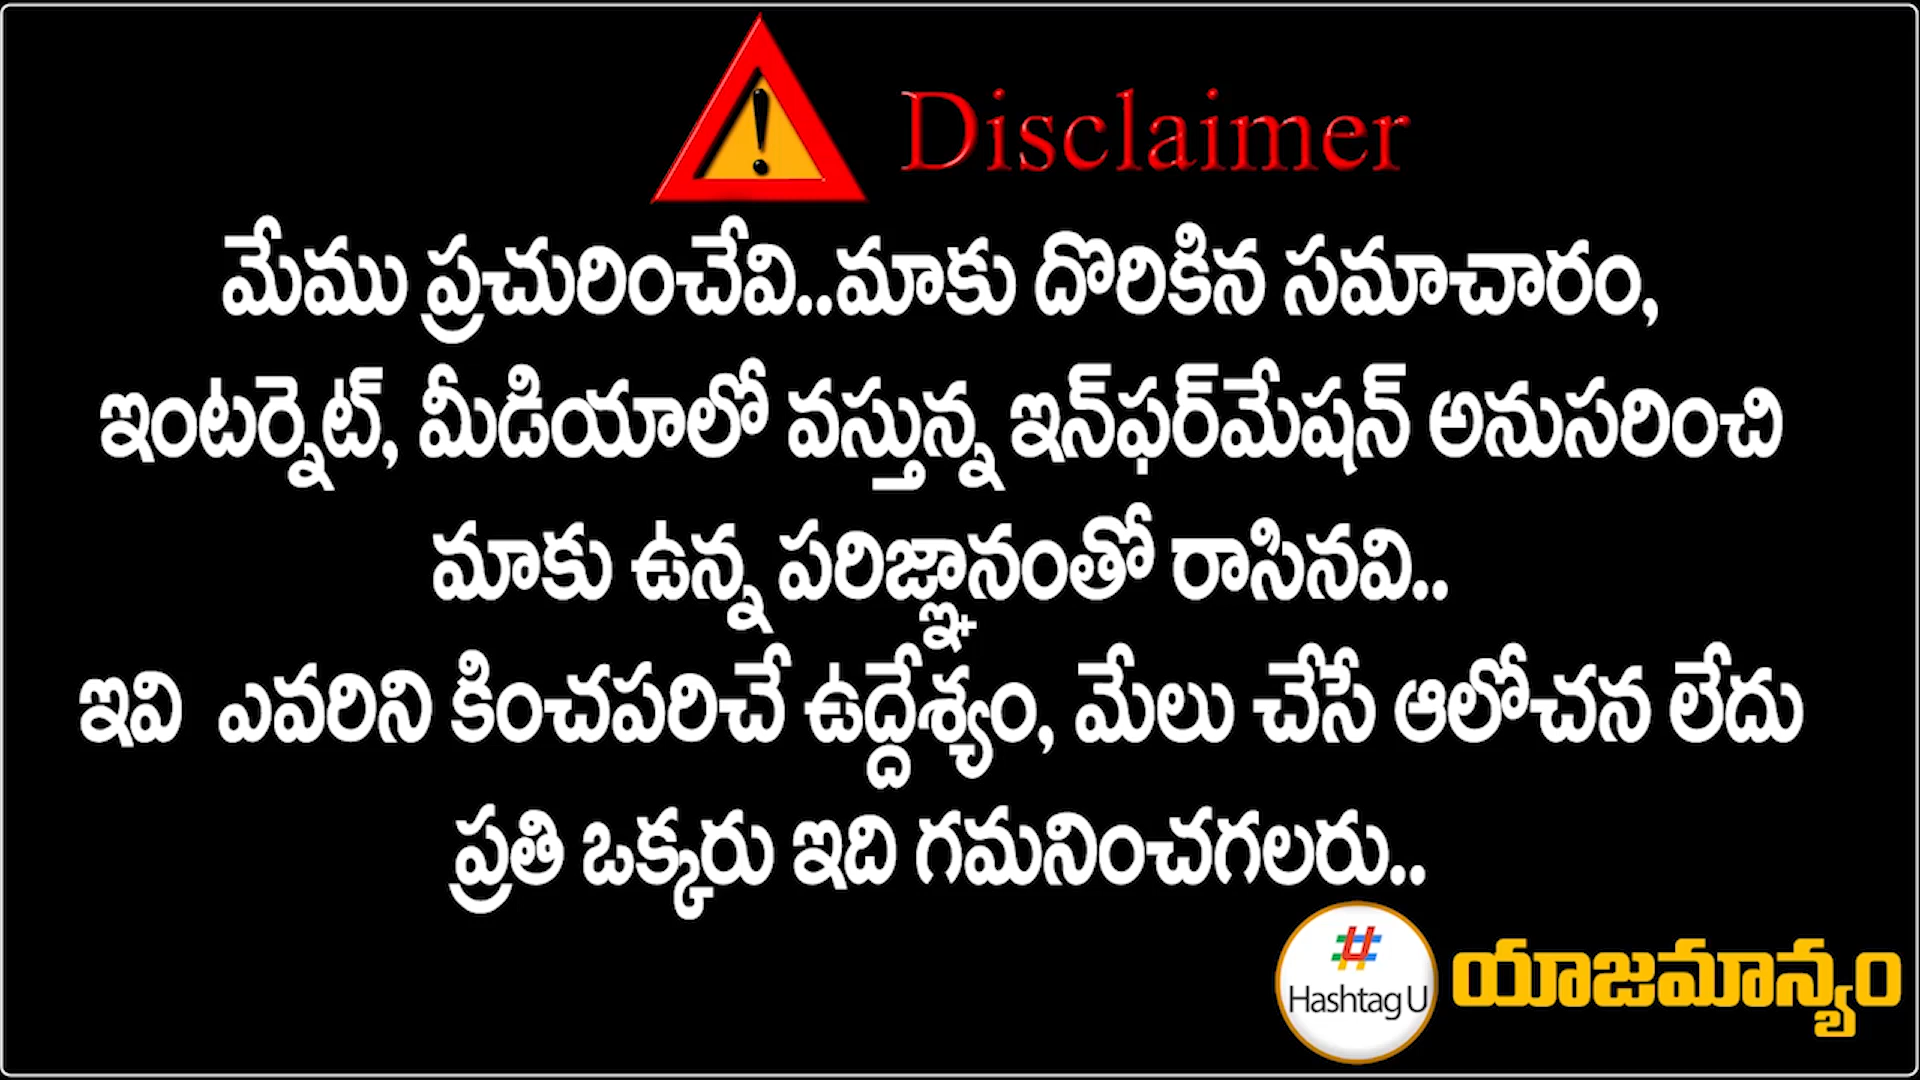 Disclaimer
మేము ప్రచురించేవి..మాకు దొరికిన సమాచారం,
ఇంటర్నెట్, మీడియాలో వస్తున్న ఇన్‌ఫర్‌మేషన్ అనుసరించి
మాకు ఉన్న పరిజ్ఞానంతో రాసినవి..
ఇవి ఎవరిని కించపరిచే ఉద్దేశ్యం, మేలు చేసే ఆలోచన లేదు
ప్రతి ఒక్కరు ఇది గమనించగలరు..
Hashtag U
యాజమాన్యం